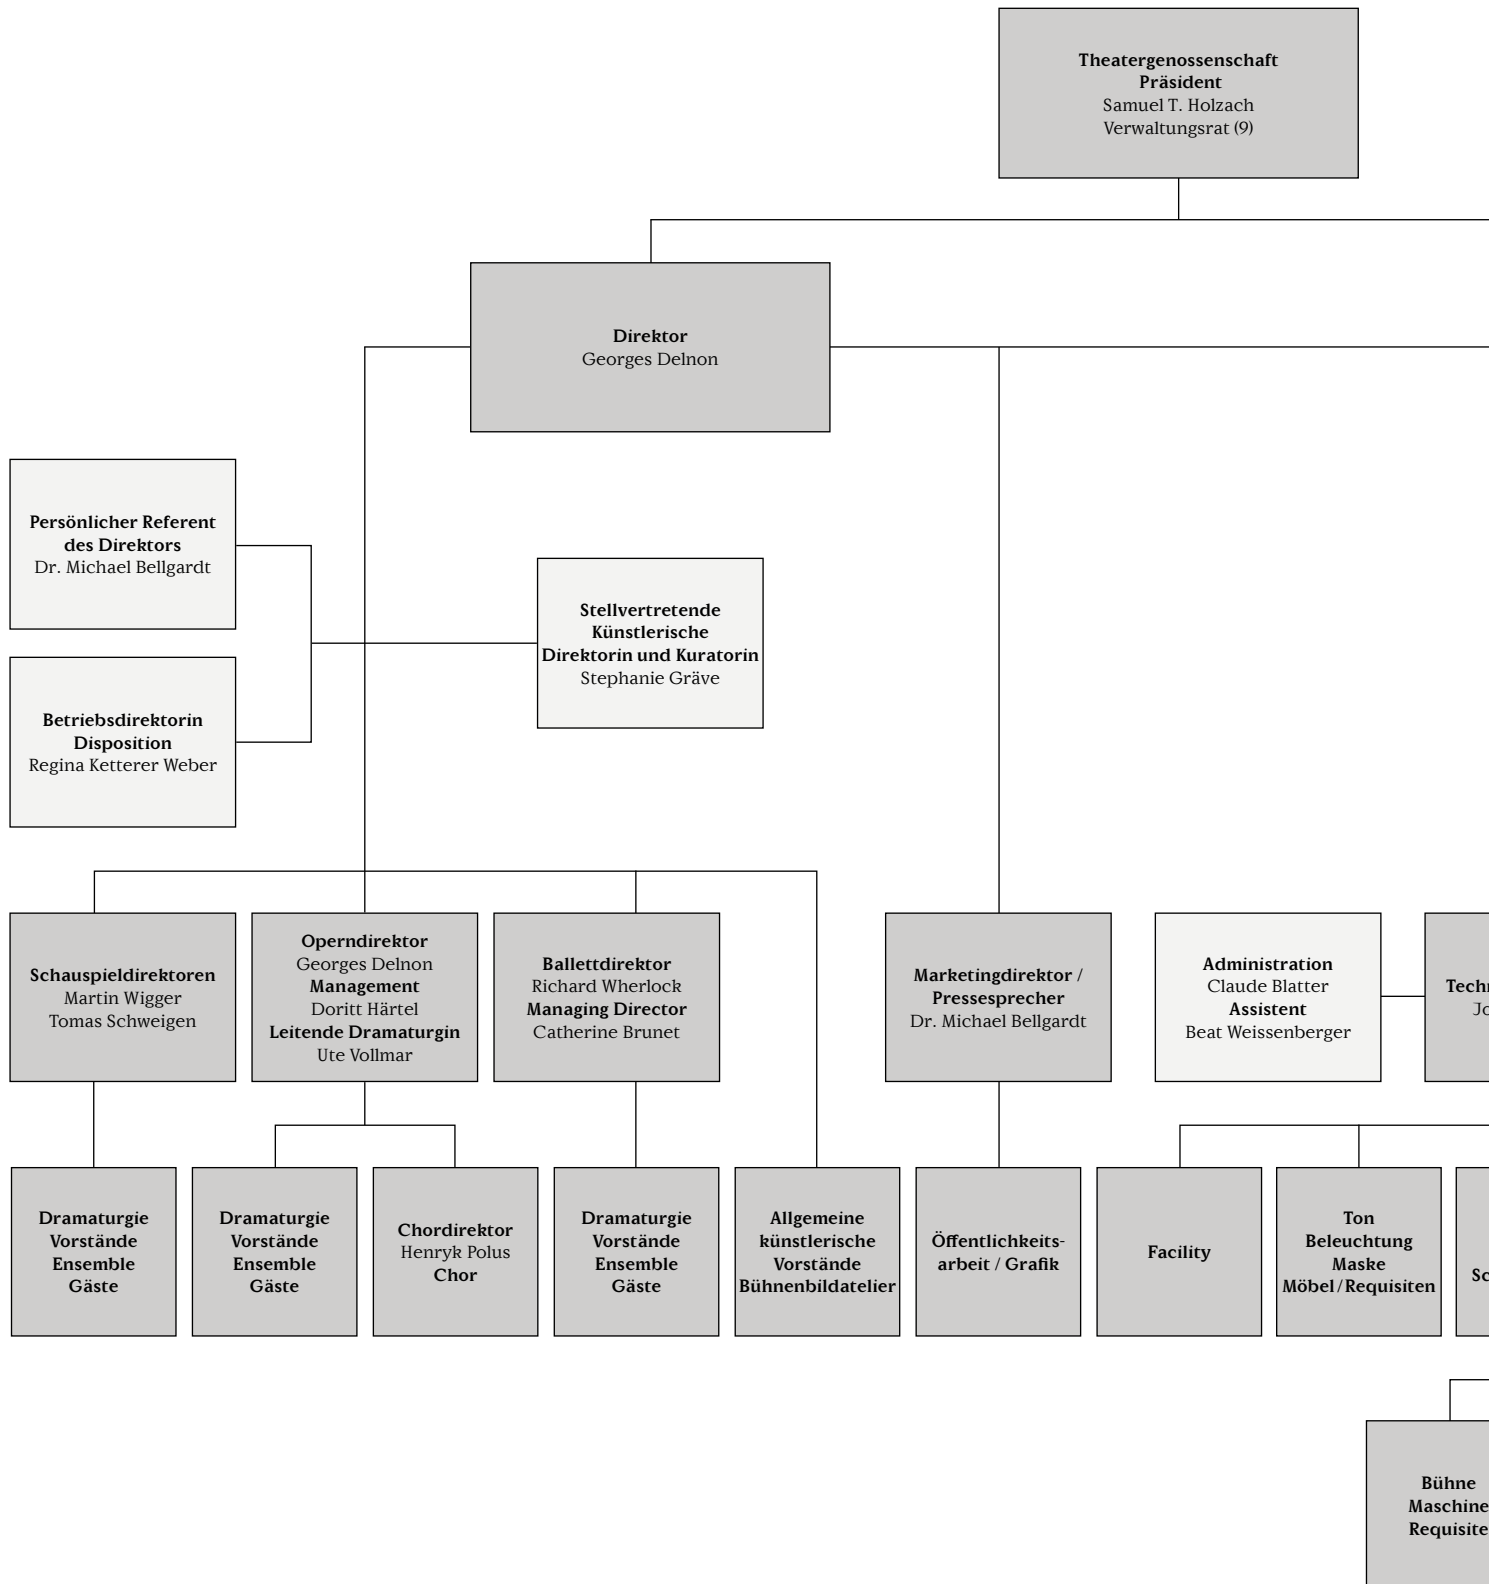 Theatergenossenschaft
Präsident
Samuel T. Holzach
Verwaltungsrat (9)
Direktor
Georges Delnon
Persönlicher Referent
des Direktors
Dr. Michael Bellgardt
Stellvertretende
Künstlerische
Direktorin und Kuratorin
Stephanie Gräve
Betriebsdirektorin
Disposition
Regina Ketterer Weber
Schauspieldirektoren
Martin Wigger
Tomas Schweigen
Operndirektor
Georges Delnon
Management
Doritt Härtel
Leitende Dramaturgin
Ute Vollmar
Ballettdirektor
Richard Wherlock
Managing Director
Catherine Brunet
Marketingdirektor /
Pressesprecher
Dr. Michael Bellgardt
Administration
Claude Blatter
Assistent
Beat Weissenberger
Dramaturgie
Vorstände
Ensemble
Gäste
Dramaturgie
Vorstände
Ensemble
Gäste
Chordirektor
Henryk Polus
Chor
Dramaturgie
Vorstände
Ensemble
Gäste
Allgemeine
künstlerische
Vorstände
Bühnenbildatelier
Öffentlichkeits-
arbeit / Grafik
Facility
Ton
Beleuchtung
Maske
Möbel / Requisiten
Bühne
Maschine
Requisite